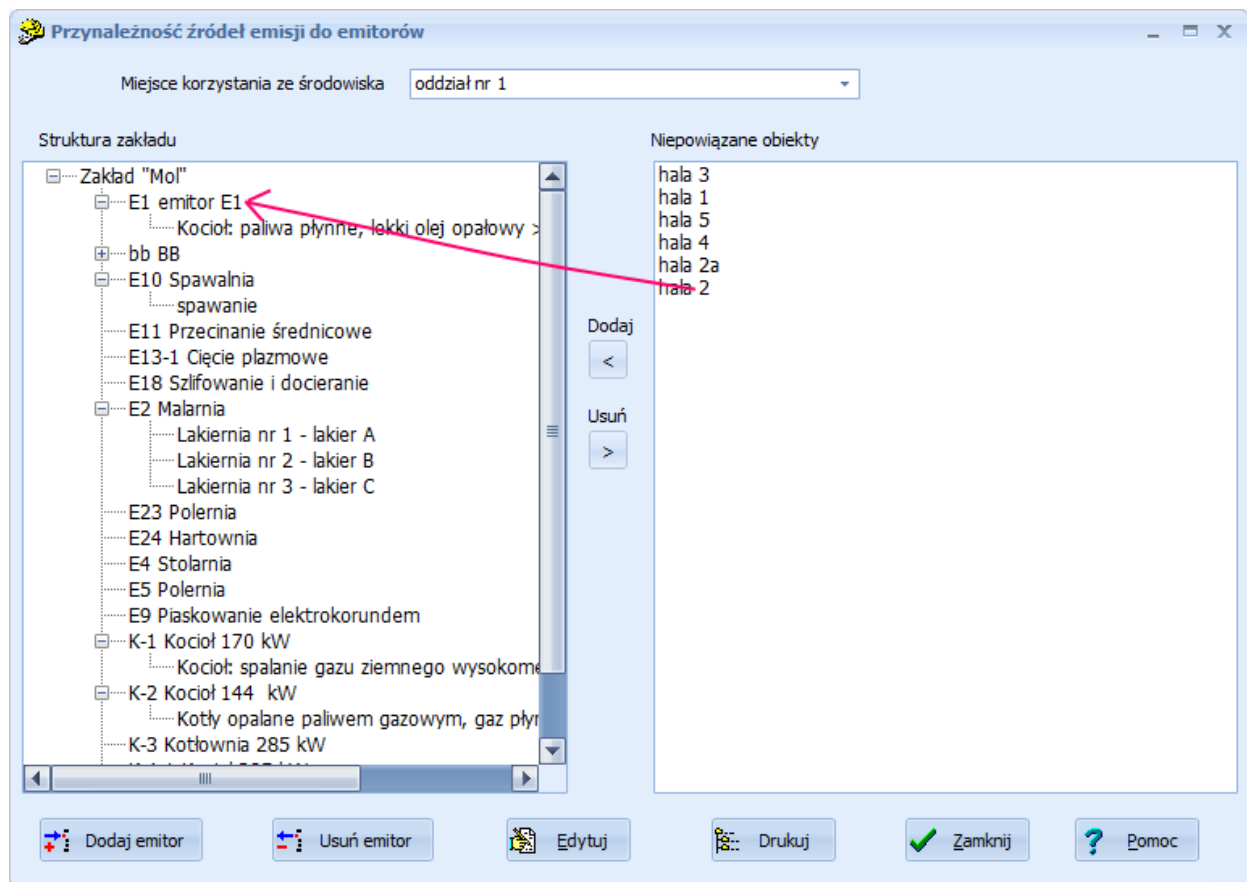 Przynależność źródeł emisji do emitorów
Miejsce korzystania ze środowiska oddział nr 1
Struktura zakładu
Zakład "Mol"
E1 emitor E1
Kocioł: paliwa płynne, lekki olej opałowy >
bb BB
E10 Spawalnia
spawanie
E11 Przecinanie średnicowe
E13-1 Cięcie plazmowe
E18 Szlifowanie i docieranie
E2 Malarnia
Lakiernia nr 1 - lakier A
Lakiernia nr 2 - lakier B
Lakiernia nr 3 - lakier C
E23 Polernia
E24 Hartownia
E4 Stolarnia
E5 Polernia
E9 Piaskowanie elektrokorundem
K-1 Kocioł 170 kW
Kocioł: spalanie gazu ziemnego wysokome
K-2 Kocioł 144 kW
Kotły opalane paliwem gazowym, gaz płyn
K-3 Kotłownia 285 kW
Dodaj
<
Usuń
>
Niepowiązane obiekty
hala 3
hala 1
hala 5
hala 4
hala 2a
hala 2
Dodaj emitor
Usuń emitor
Edytuj
Drukuj
Zamknij
Pomoc